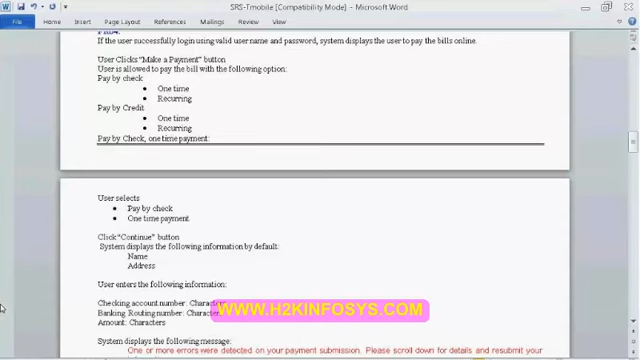 SRS-Tmobile [Compatibility Mode] - Microsoft Word
File Home Insert Page Layout References Mailings Review View
If the user successfully login using valid user name and password, system displays the user to pay the bills online.
User Clicks "Make a Payment" button
User is allowed to pay the bill with the following option:
Pay by check
• One time
• Recurring
Pay by Credit
• One time
• Recurring
Pay by Check, one time payment:
User selects
• Pay by check
• One time payment
Click "Continue" button
System displays the following information by default:
Name
Address
User enters the following information:
Checking account number: Characters
Banking Routing number: Characters
Amount: Characters
WWW.H2KINFOSYS.COM
System displays the following message:
One or more errors were detected on your payment submission. Please scroll down for details and resubmit your